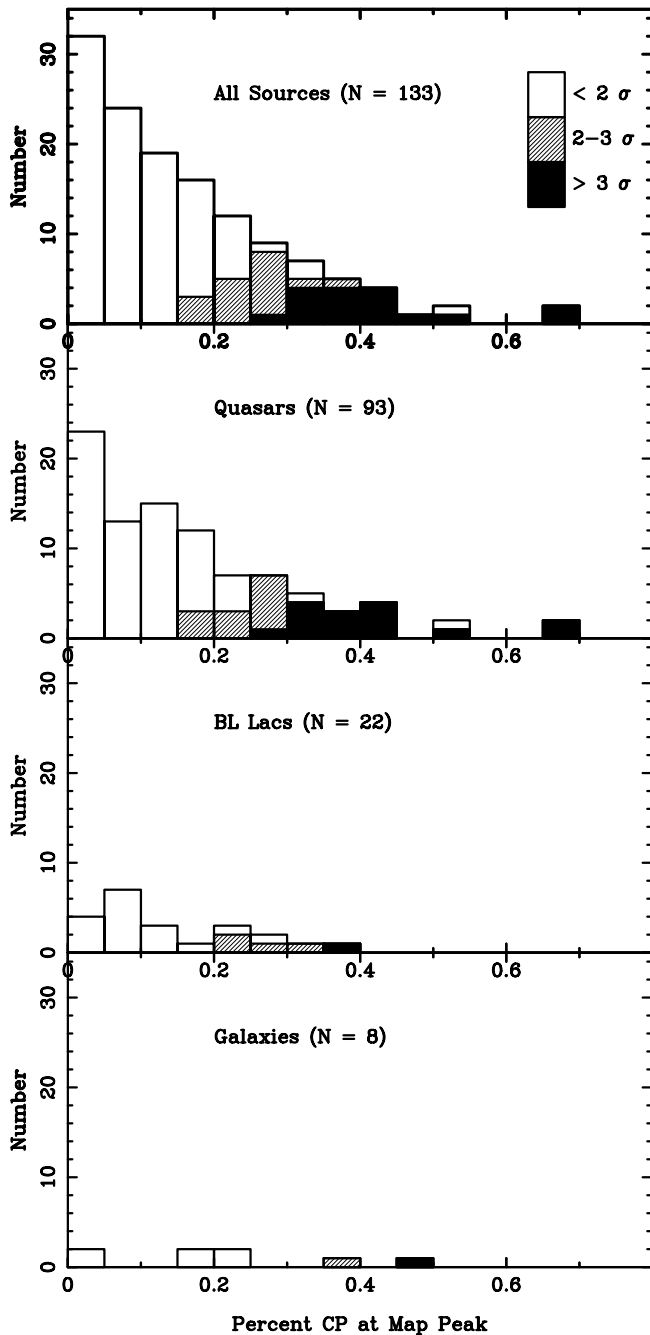 All Sources (N = 133)
< 2 σ
2−3 σ
> 3 σ
Number
0
10
20
30
0
0.2
0.4
0.6
Quasars (N = 93)
Number
0
10
20
30
0
0.2
0.4
0.6
BL Lacs (N = 22)
Number
0
10
20
30
0
0.2
0.4
0.6
Galaxies (N = 8)
Number
0
10
20
30
0
0.2
0.4
0.6
Percent CP at Map Peak